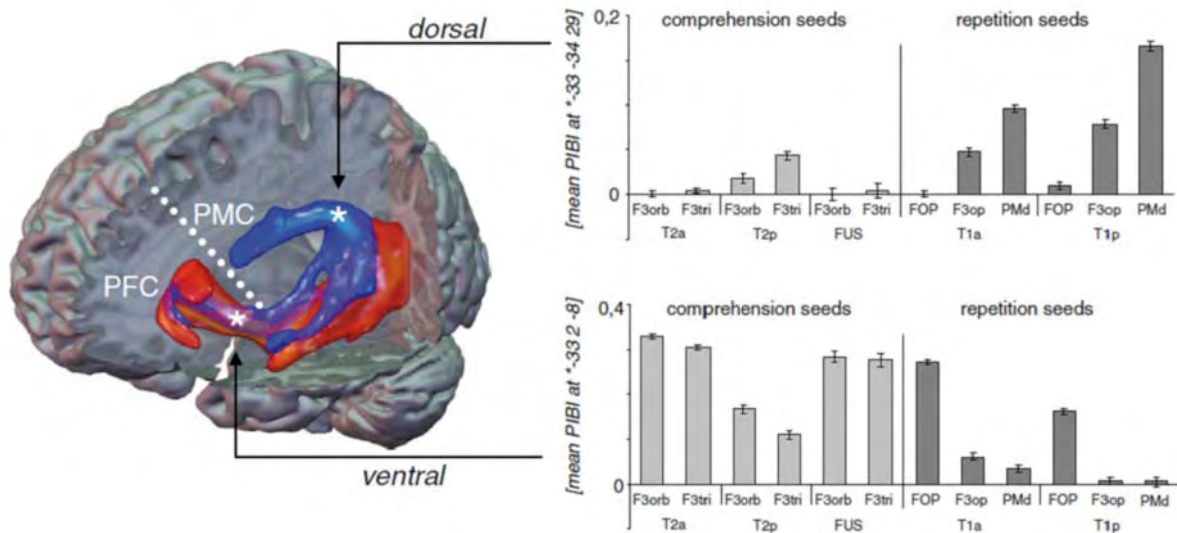 dorsal
PMC
*
PFC
*
ventral
[mean PIBI at *-33 -34 29]
0,2
0
comprehension seeds
repetition seeds
F3orb F3tri F3orb F3tri F3orb F3tri FOP F3op PMd FOP F3op PMd
T2a T2p FUS T1a T1p
[mean PIBI at *-33 2 -8]
0,4
0
comprehension seeds
repetition seeds
F3orb F3tri F3orb F3tri F3orb F3tri FOP F3op PMd FOP F3op PMd
T2a T2p FUS T1a T1p